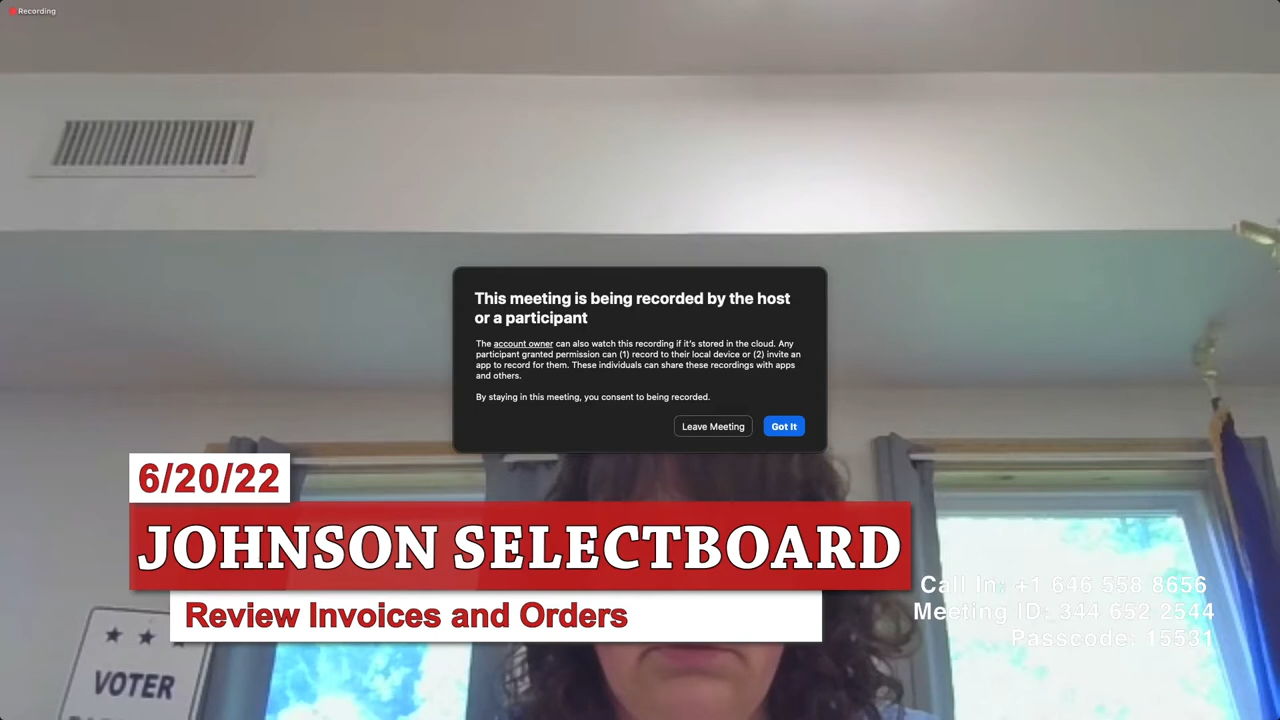 Recording
This meeting is being recorded by the host
or a participant
The account owner can also watch this recording if it's stored in the cloud. Any
participant granted permission can (1) record to their local device or (2) invite an
app to record for them. These individuals can share these recordings with apps
and others.
By staying in this meeting, you consent to being recorded.
Leave Meeting
Got It
6/20/22
JOHNSON SELECTBOARD
Review Invoices and Orders
Call In: +1 646 558 8656
Meeting ID: 344 652 2544
Passcode: 15531
VOTER